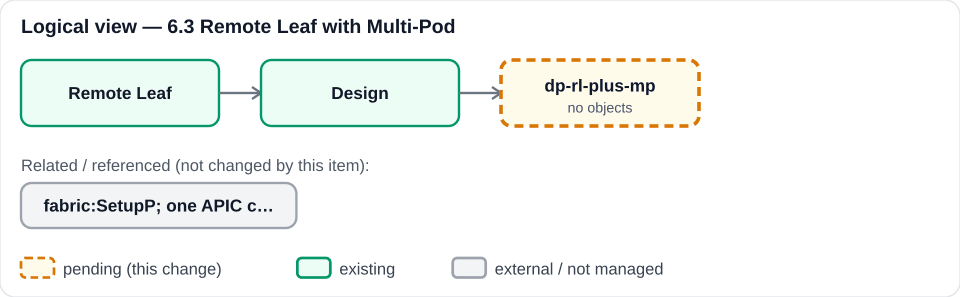 Logical view — 6.3 Remote Leaf with Multi-Pod
Remote Leaf
Design
dp-rl-plus-mp
no objects
Related / referenced (not changed by this item):
fabric:SetupP; one APIC c...
pending (this change)
existing
external / not managed